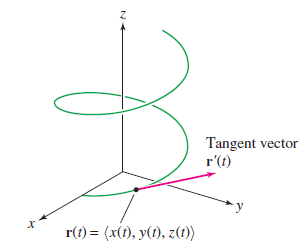 z
Tangent vector
r′(t)
y
x
r(t) = ⟨x(t), y(t), z(t)⟩